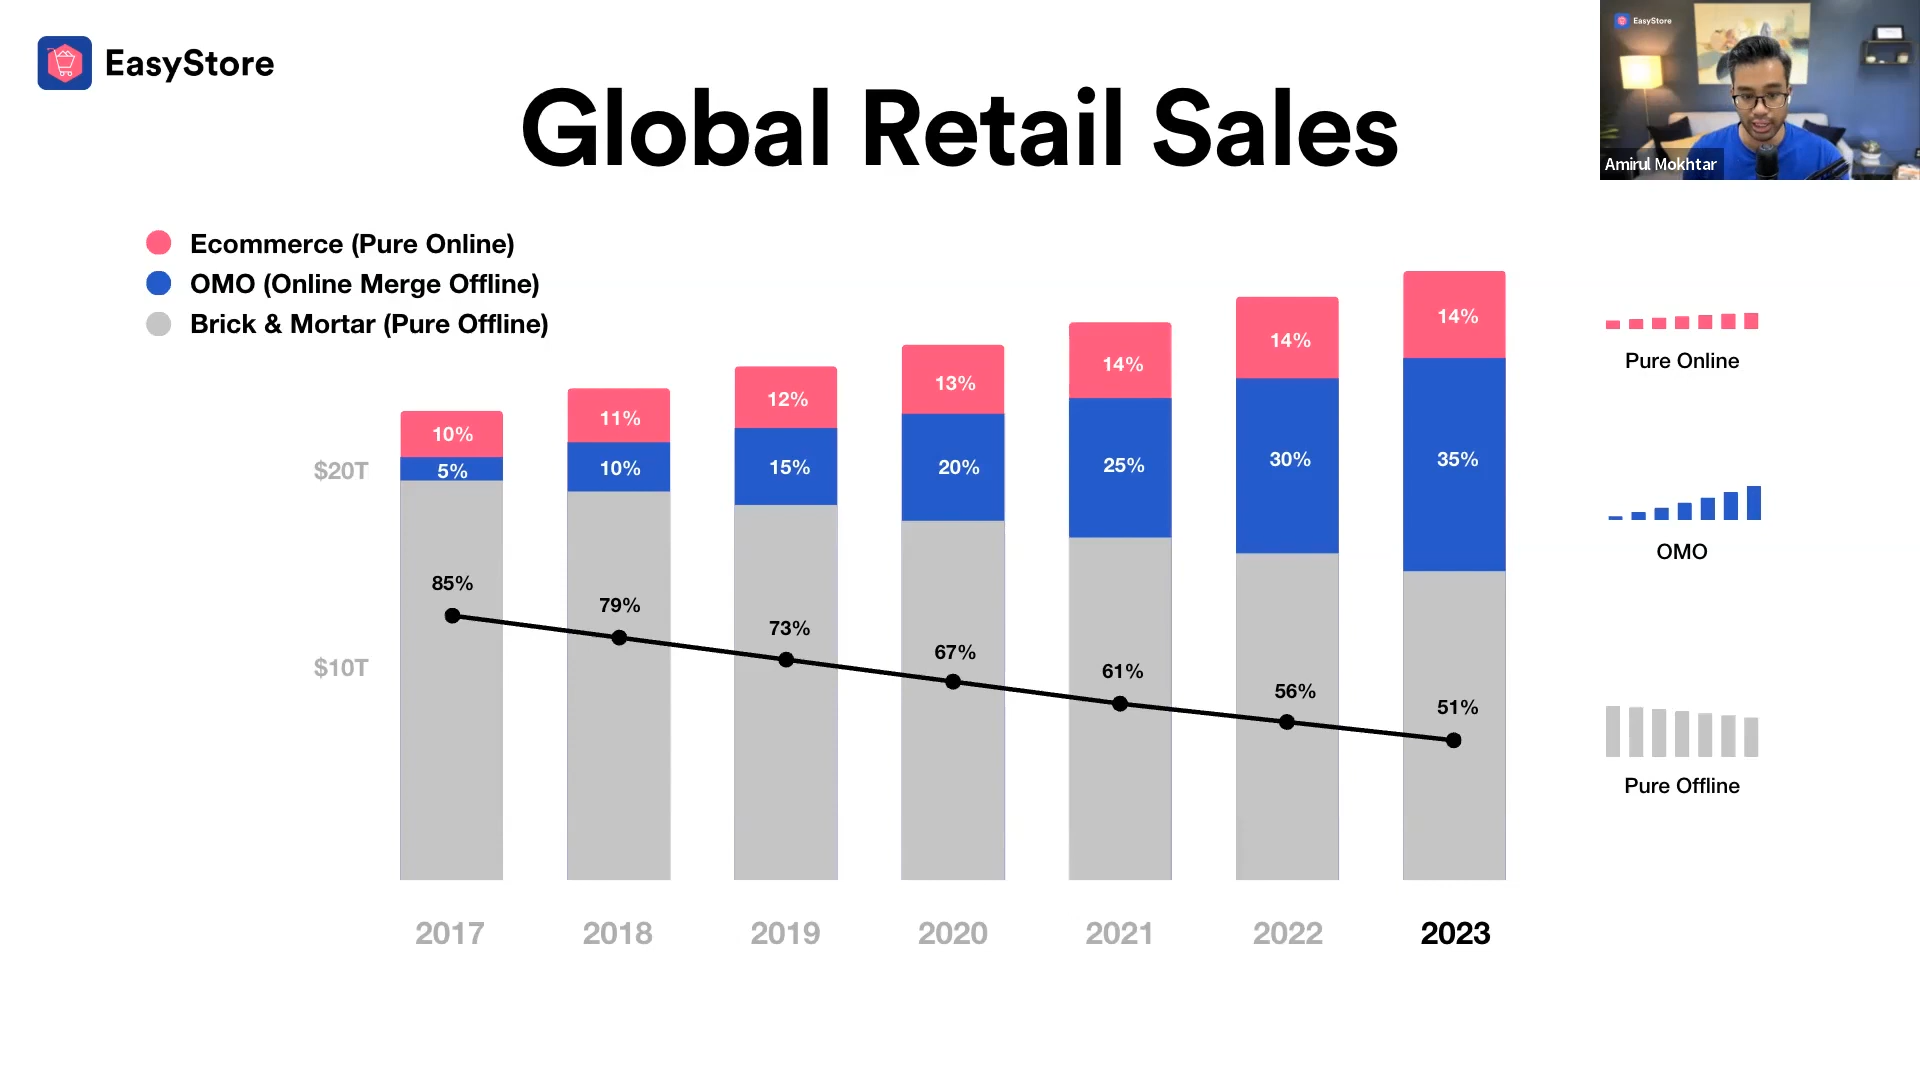 EasyStore
Global Retail Sales
EasyStore
Amirul Mokhtar
Ecommerce (Pure Online)
OMO (Online Merge Offline)
Brick & Mortar (Pure Offline)
$20T
$10T
10%
5%
85%
11%
10%
79%
12%
15%
73%
13%
20%
67%
14%
25%
61%
14%
30%
56%
14%
35%
51%
2017
2018
2019
2020
2021
2022
2023
Pure Online
OMO
Pure Offline